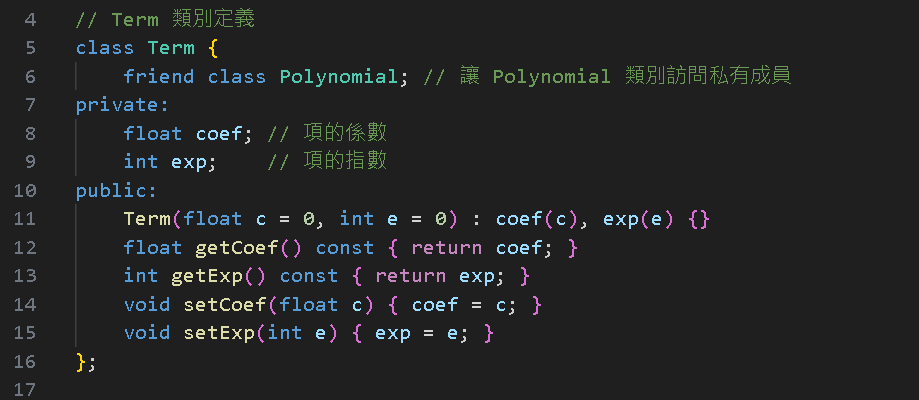 4 // Term 類別定義
5 class Term {
6     friend class Polynomial; // 讓 Polynomial 類別訪問私有成員
7 private:
8     float coef; // 項的係數
9     int exp;    // 項的指數
10 public:
11     Term(float c = 0, int e = 0) : coef(c), exp(e) {}
12     float getCoef() const { return coef; }
13     int getExp() const { return exp; }
14     void setCoef(float c) { coef = c; }
15     void setExp(int e) { exp = e; }
16 };
17